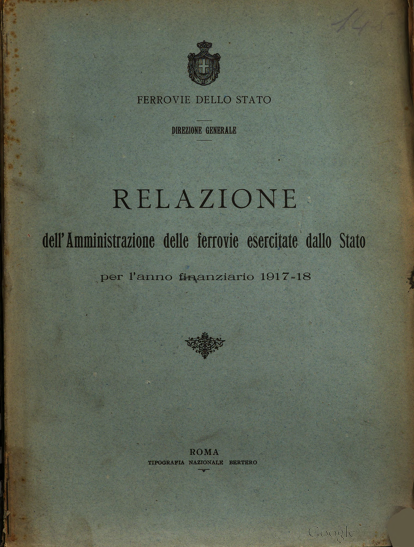 145
FERROVIE DELLO STATO
DIREZIONE GENERALE
RELAZIONE
dell'Amministrazione delle ferrovie esercitate dallo Stato
per l'anno finanziario 1917-18
ROMA
TIPOGRAFIA NAZIONALE BERTERO